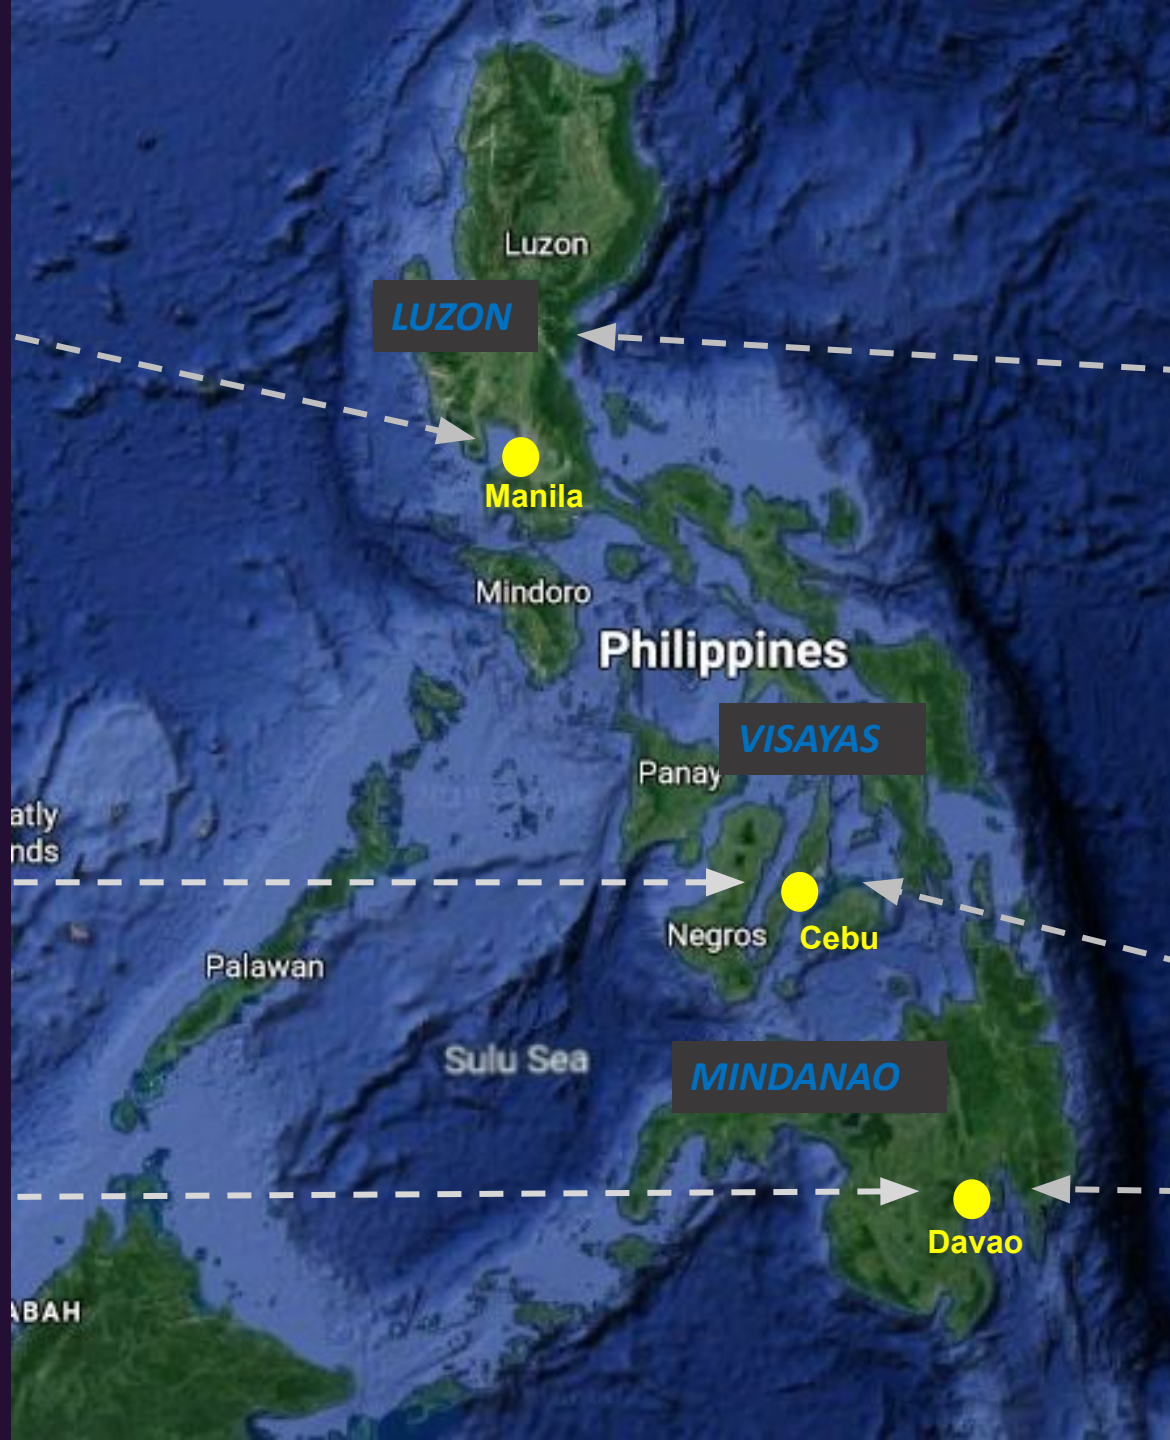 Luzon
LUZON
Manila
Mindoro
Philippines
VISAYAS
Panay
atly
nds
Negros
Cebu
Palawan
Sulu Sea
MINDANAO
Davao
ABAH